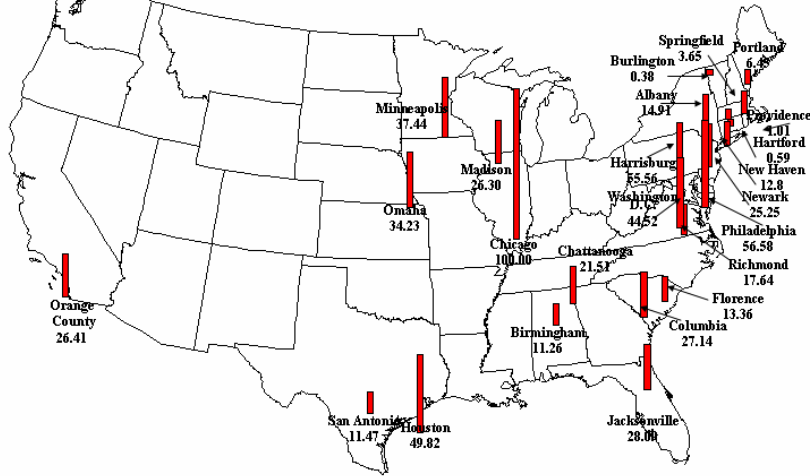 Springfield
3.65
Portland
6.45
Burlington
0.38
Albany
14.91
Minneapolis
37.44
Providence
1.01
Hartford
0.59
New Haven
12.8
Harrisburg
55.56
Madison
26.30
Washington
D.C.
44.52
Newark
25.25
Omaha
34.23
Philadelphia
56.58
Chicago
100.00
Chattanooga
21.51
Richmond
17.64
Florence
13.36
Orange
County
26.41
Columbia
27.14
Birmingham
11.26
San Antonio
11.47
Houston
49.82
Jacksonville
28.09